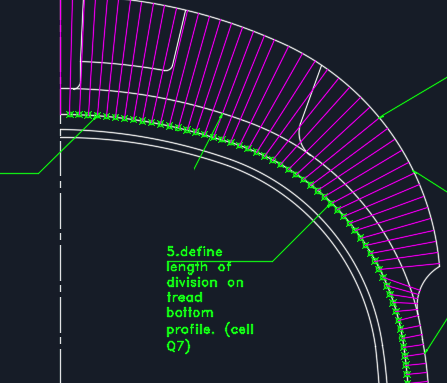 5.define
length of
division on
tread
bottom
profile. (cell
Q7)